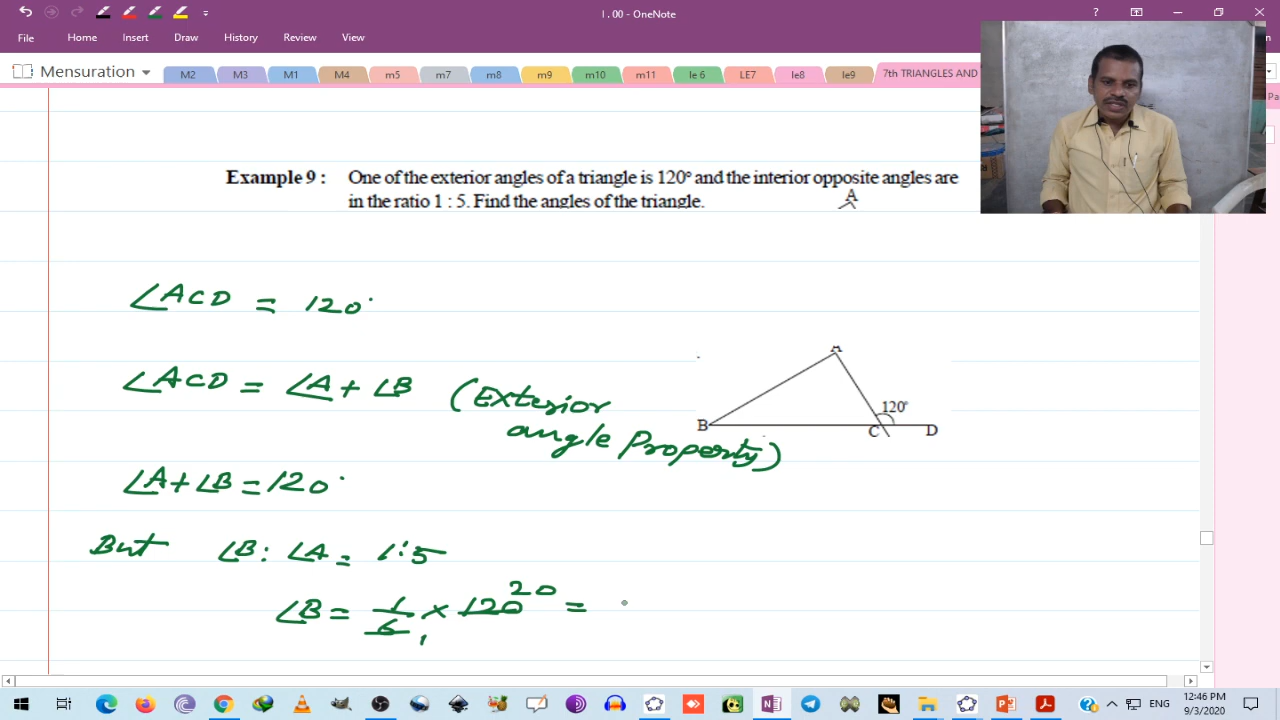 1.00 - OneNote
File Home Insert Draw History Review View
Mensuration M2 M3 M1 M4 m5 m7 m8 m9 m10 m11 le 6 LE7 le8 le9 7th TRIANGLES AND
Example 9 : One of the exterior angles of a triangle is 120° and the interior opposite angles are
in the ratio 1 : 5. Find the angles of the triangle.
A
∠ACD = 120°
∠ACD = ∠A + ∠B (Exterior
angle Property)
A
120°
B C D
∠A + ∠B = 120°
But ∠B : ∠A = 1:5
∠B = 1/6 × 120 20 =
1
12:46 PM
ENG
9/3/2020